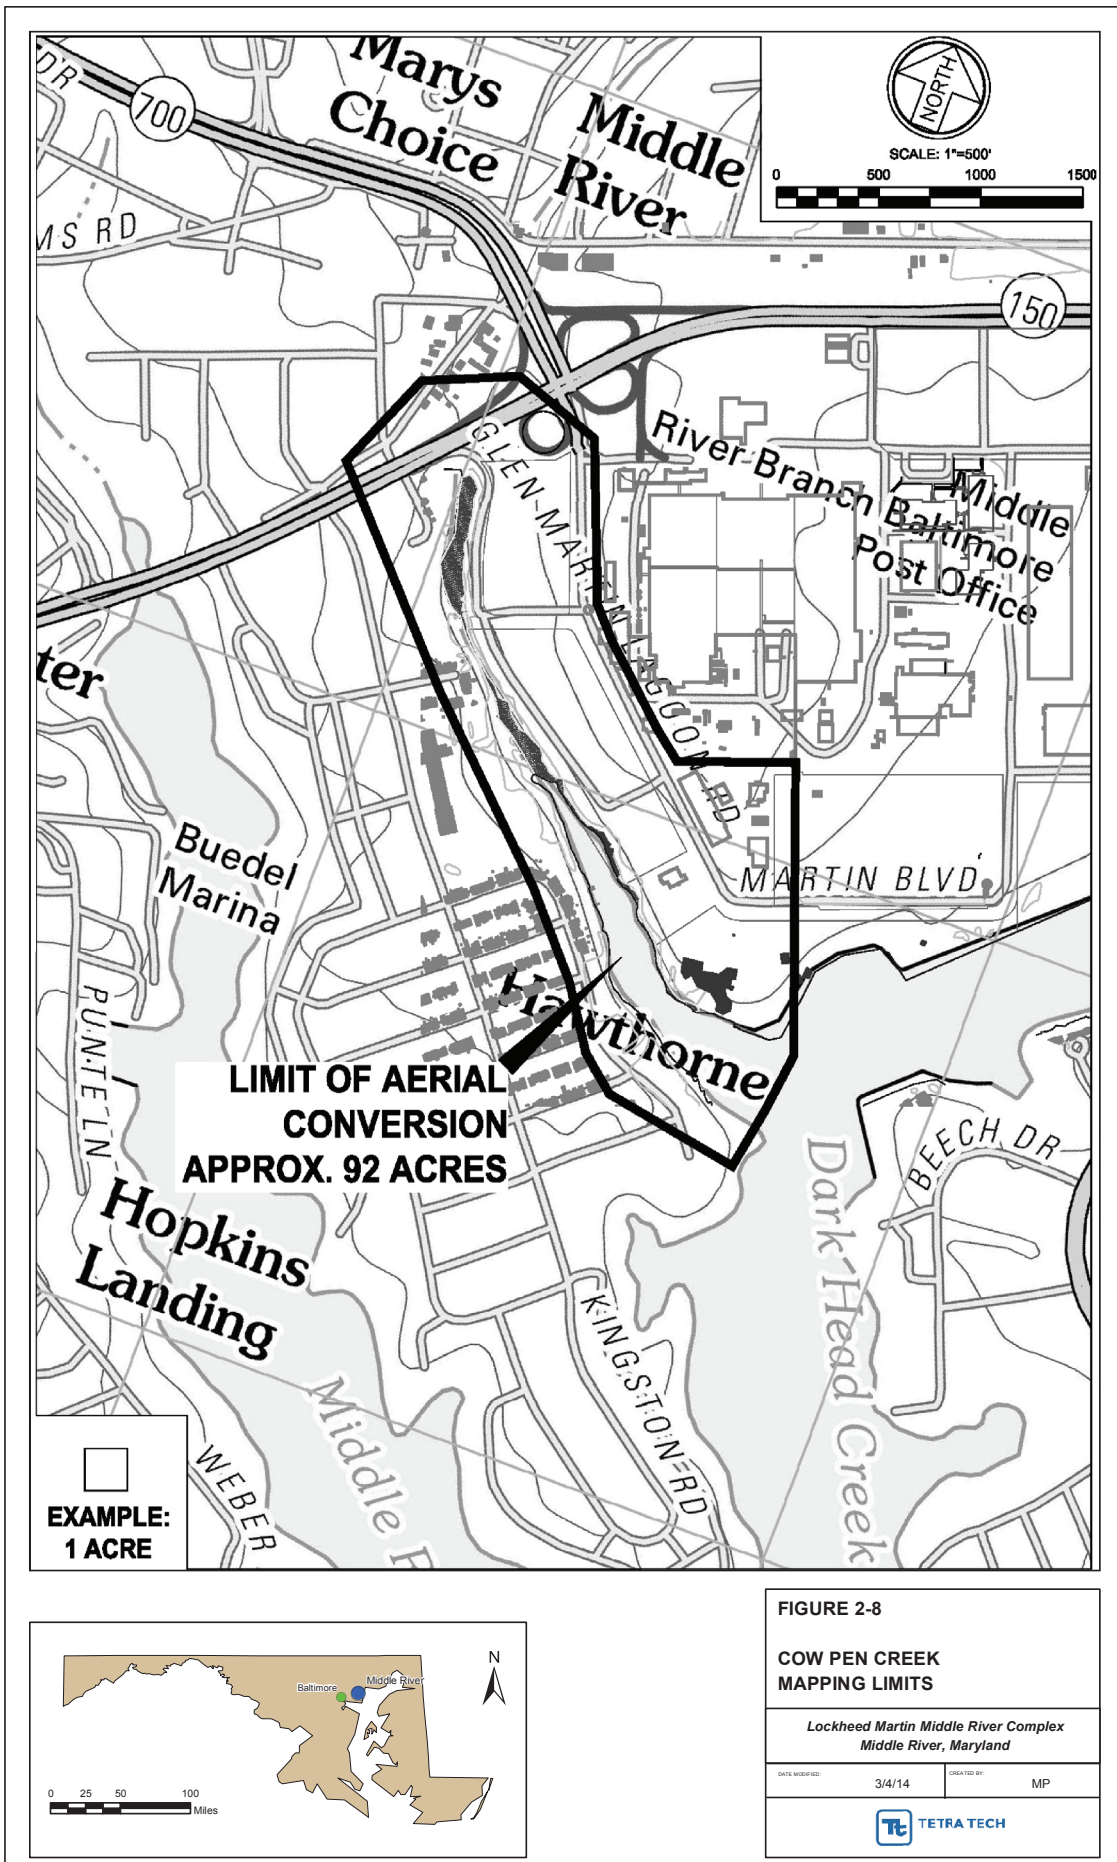 Marys
Choice
Middle
River
DR
700
MS RD
NORTH
SCALE: 1"=500'
0 500 1000 1500
150
GLEN MARTIN LAGOON RD
River Branch Baltimore
Middle
Post Office
ter
Buedel
Marina
MARTIN BLVD
PUNTE LN
Hawthorne
LIMIT OF AERIAL
CONVERSION
APPROX. 92 ACRES
Hopkins
Landing
BEECH DR
Dark Head Creek
KINGSTON RD
Middle R
WEBER
EXAMPLE:
1 ACRE
Baltimore
Middle River
N
0 25 50 100
Miles
FIGURE 2-8
COW PEN CREEK
MAPPING LIMITS
Lockheed Martin Middle River Complex
Middle River, Maryland
DATE MODIFIED: 3/4/14
CREATED BY: MP
Tt TETRA TECH